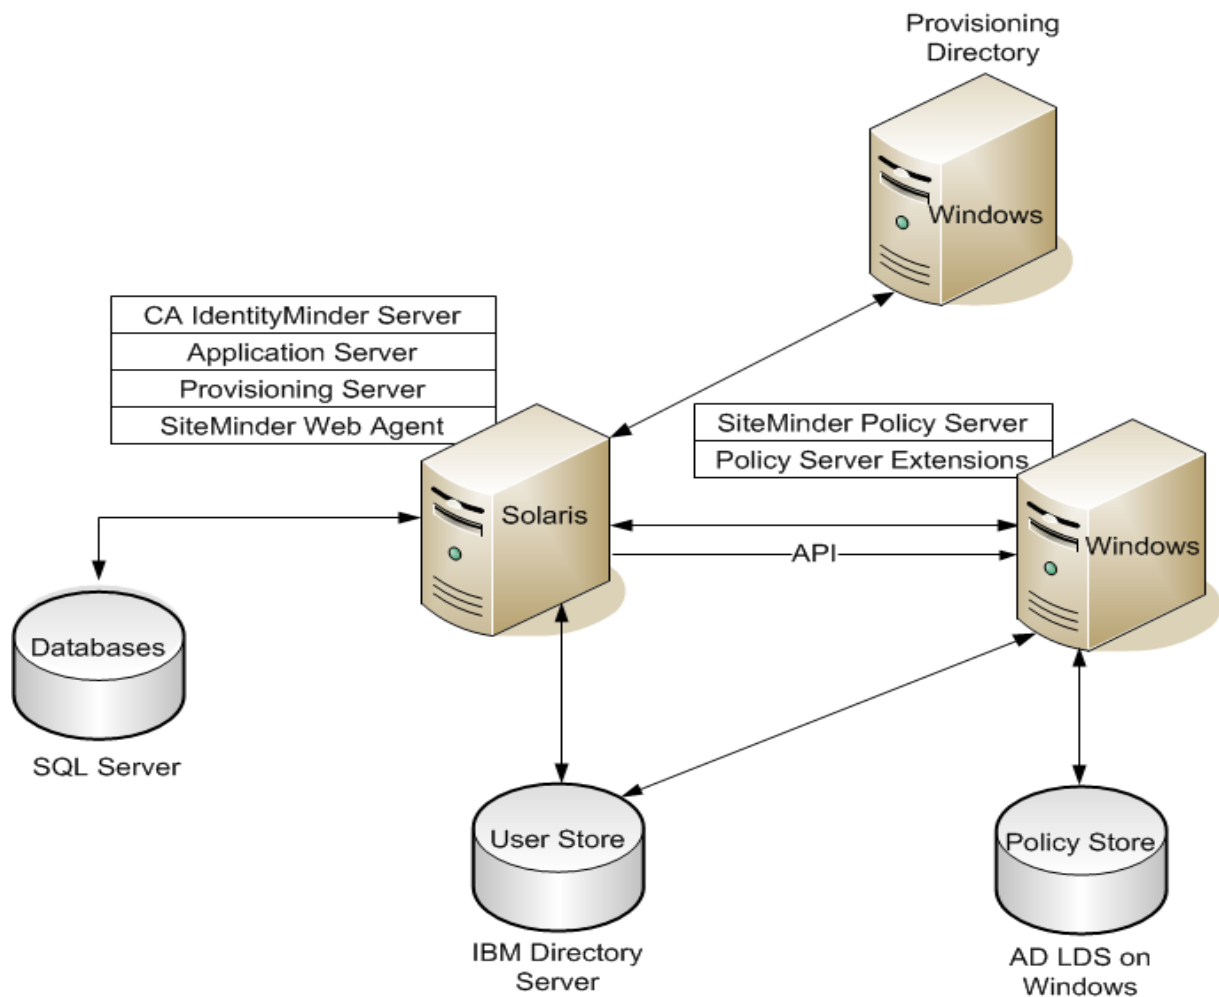 Provisioning
Directory
Windows
CA IdentityMinder Server
Application Server
Provisioning Server
SiteMinder Web Agent
SiteMinder Policy Server
Policy Server Extensions
Solaris
Windows
API
Databases
SQL Server
User Store
IBM Directory
Server
Policy Store
AD LDS on
Windows